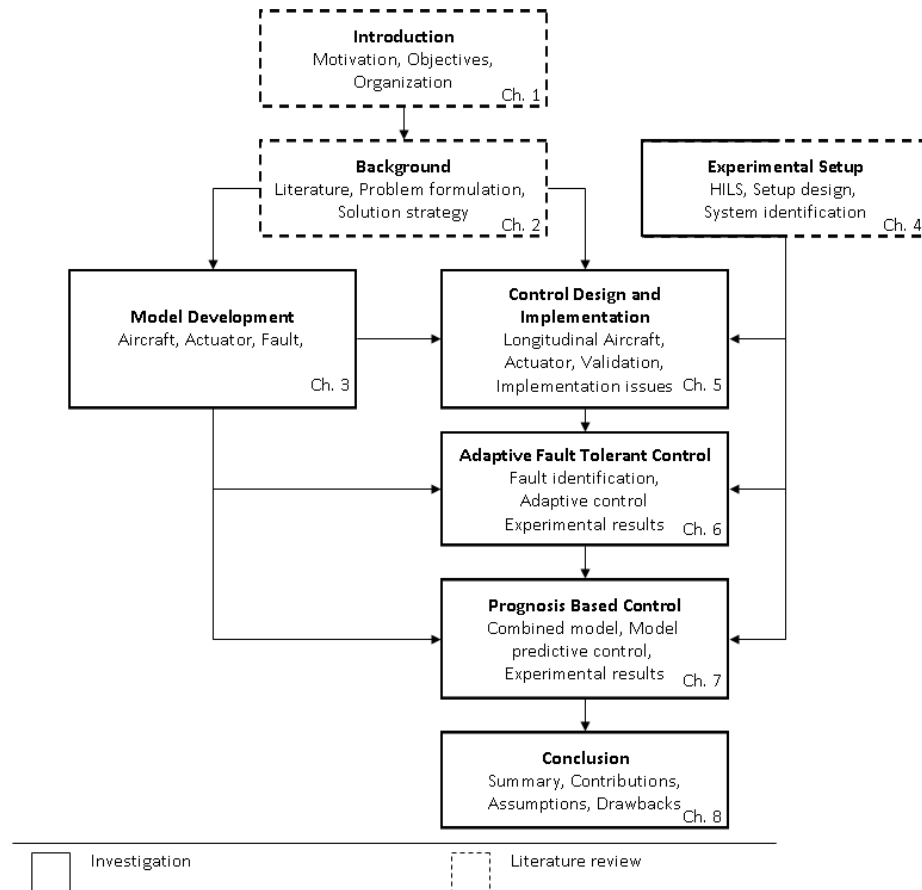 Introduction
Motivation, Objectives,
Organization
Ch. 1
Background
Literature, Problem formulation,
Solution strategy
Ch. 2
Experimental Setup
HILS, Setup design,
System identification
Ch. 4
Model Development
Aircraft, Actuator, Fault,
Ch. 3
Control Design and
Implementation
Longitudinal Aircraft,
Actuator, Validation,
Implementation issues
Ch. 5
Adaptive Fault Tolerant Control
Fault identification,
Adaptive control
Experimental results
Ch. 6
Prognosis Based Control
Combined model, Model
predictive control,
Experimental results
Ch. 7
Conclusion
Summary, Contributions,
Assumptions, Drawbacks
Ch. 8
Investigation
Literature review